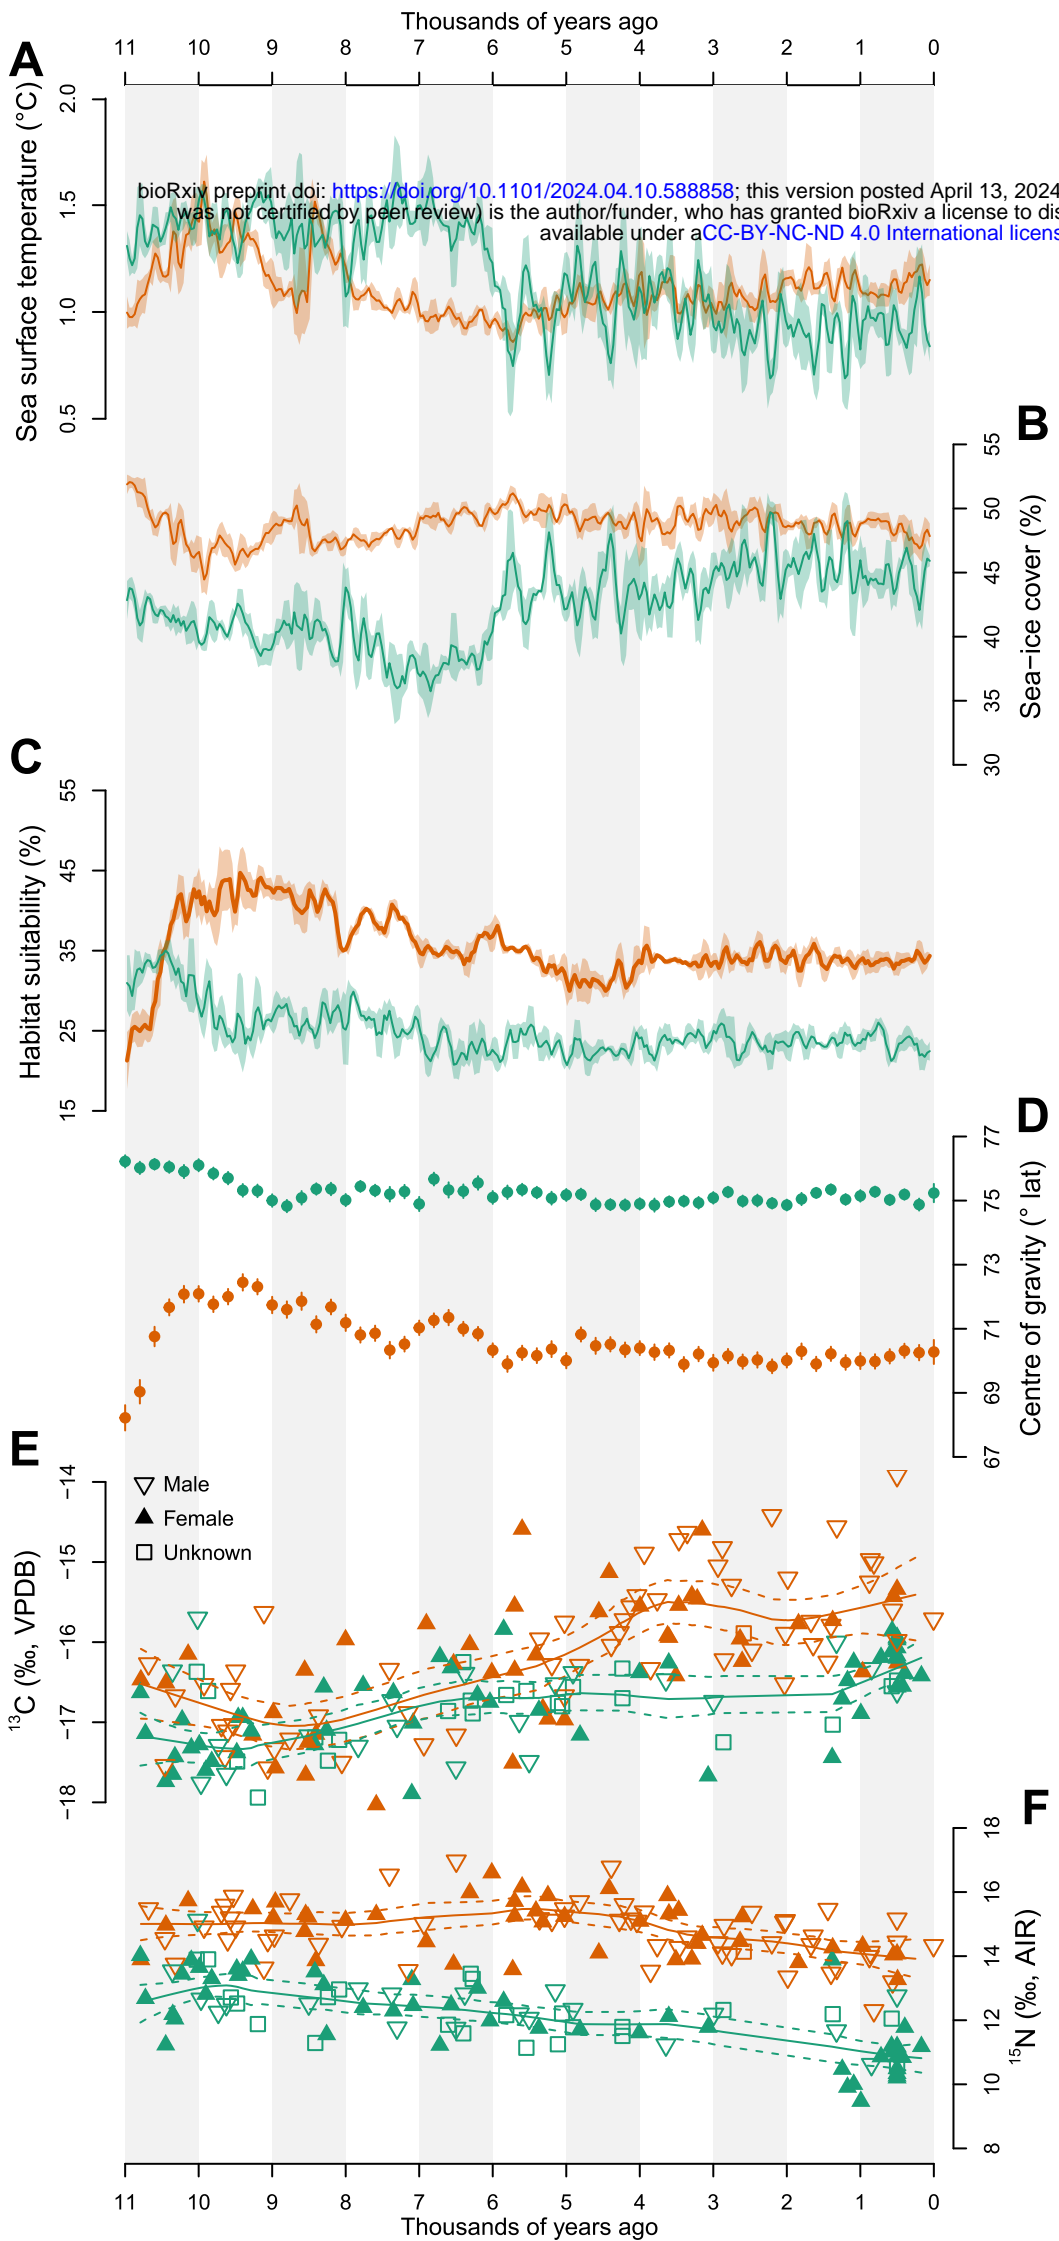 Thousands of years ago
11 10 9 8 7 6 5 4 3 2 1 0
A
Sea surface temperature (°C)
2.0
1.5
1.0
0.5
bioRxiv preprint doi: https://doi.org/10.1101/2024.04.10.588858; this version posted April 13, 2024
was not certified by peer review) is the author/funder, who has granted bioRxiv a license to dis
available under aCC-BY-NC-ND 4.0 International licens
B
Sea−ice cover (%)
55
50
45
40
35
30
C
Habitat suitability (%)
55
45
35
25
15
D
Centre of gravity (° lat)
77
75
73
71
69
67
E
¹³C (‰, VPDB)
−14
−15
−16
−17
−18
Male
Female
Unknown
F
¹⁵N (‰, AIR)
18
16
14
12
10
8
11 10 9 8 7 6 5 4 3 2 1 0
Thousands of years ago